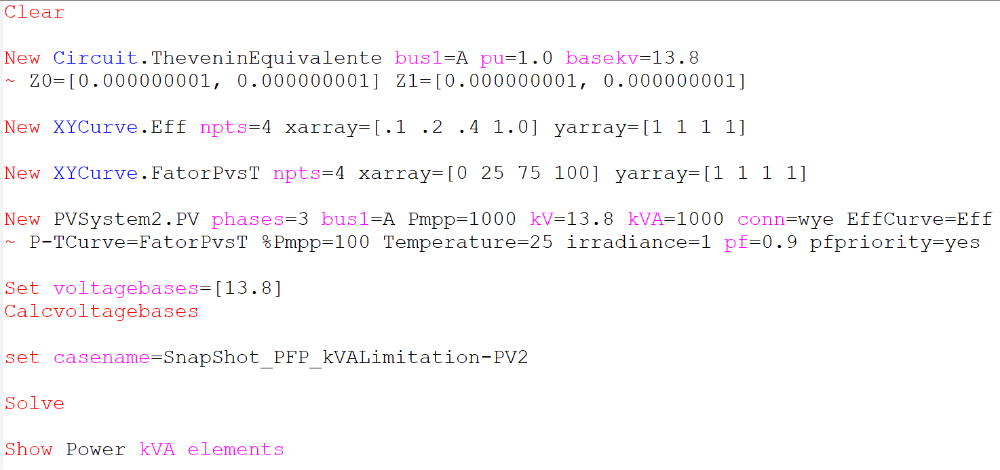 Clear
New Circuit.TheveninEquivalente bus1=A pu=1.0 basekv=13.8
~ Z0=[0.000000001, 0.000000001] Z1=[0.000000001, 0.000000001]
New XYCurve.Eff npts=4 xarray=[.1 .2 .4 1.0] yarray=[1 1 1 1]
New XYCurve.FatorPvsT npts=4 xarray=[0 25 75 100] yarray=[1 1 1 1]
New PVSystem2.PV phases=3 bus1=A Pmpp=1000 kV=13.8 kVA=1000 conn=wye EffCurve=Eff
~ P-TCurve=FatorPvsT %Pmpp=100 Temperature=25 irradiance=1 pf=0.9 pfpriority=yes
Set voltagebases=[13.8]
Calcvoltagebases
set casename=SnapShot_PFP_kVALimitation-PV2
Solve
Show Power kVA elements